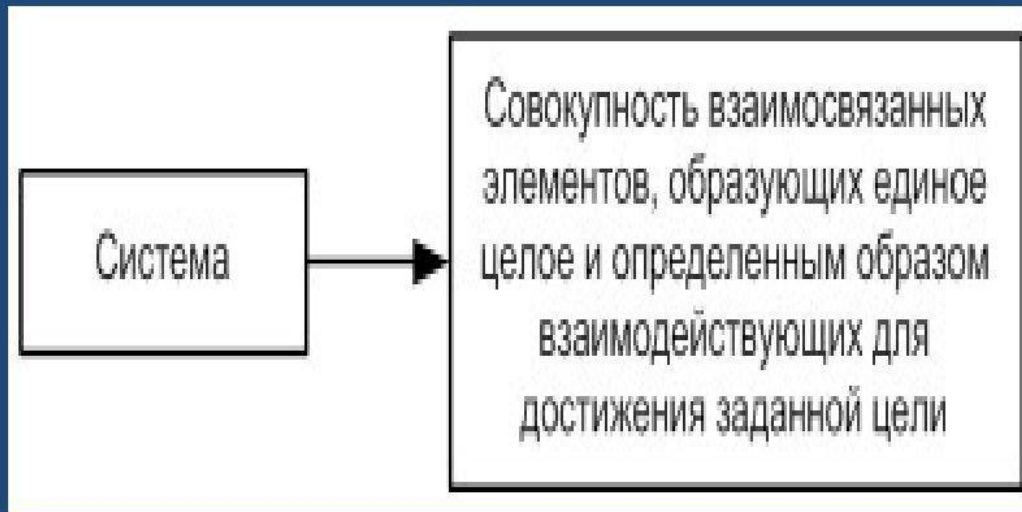 Система
Совокупность взаимосвязанных
элементов, образующих единое
целое и определенным образом
взаимодействующих для
достижения заданной цели